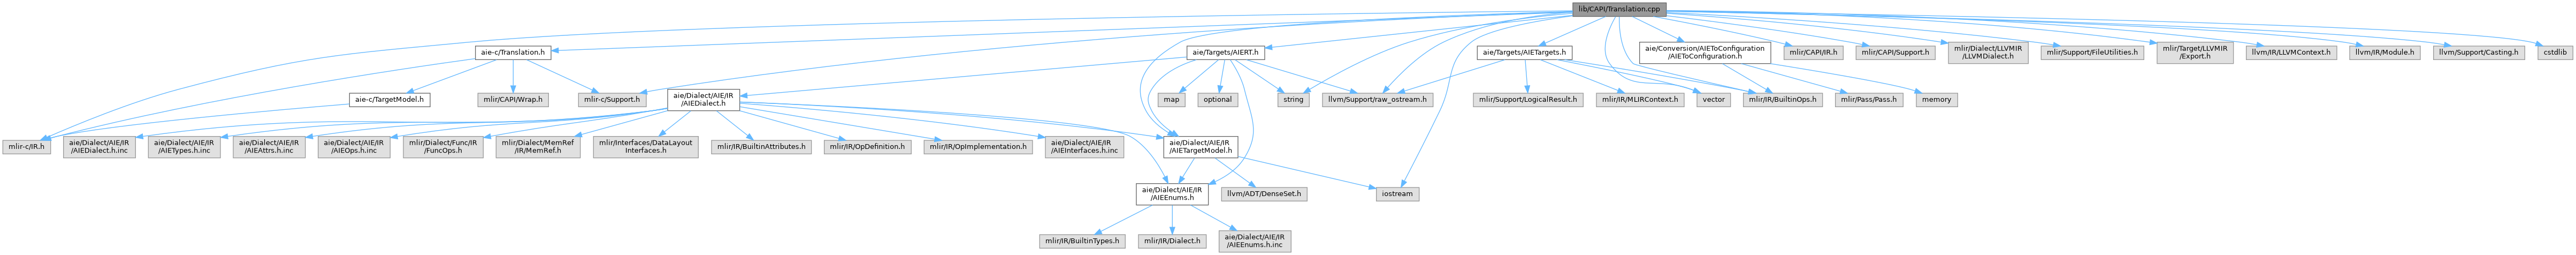 lib/CAPI/Translation.cpp
aie-c/Translation.h
aie/Targets/AIERT.h
aie/Targets/AIETargets.h
aie/Conversion/AIEToConfiguration
/AIEToConfiguration.h
mlir/CAPI/IR.h
mlir/CAPI/Support.h
mlir/Dialect/LLVMIR
/LLVMDialect.h
mlir/Support/FileUtilities.h
mlir/Target/LLVMIR
/Export.h
llvm/IR/LLVMContext.h
llvm/IR/Module.h
llvm/Support/Casting.h
cstdlib
aie-c/TargetModel.h
mlir/CAPI/Wrap.h
mlir-c/Support.h
aie/Dialect/AIE/IR
/AIEDialect.h
map
optional
string
llvm/Support/raw_ostream.h
mlir/Support/LogicalResult.h
mlir/IR/MLIRContext.h
vector
mlir/IR/BuiltinOps.h
mlir/Pass/Pass.h
memory
mlir-c/IR.h
aie/Dialect/AIE/IR
/AIEDialect.h.inc
aie/Dialect/AIE/IR
/AIETypes.h.inc
aie/Dialect/AIE/IR
/AIEAttrs.h.inc
aie/Dialect/AIE/IR
/AIEOps.h.inc
mlir/Dialect/Func/IR
/FuncOps.h
mlir/Dialect/MemRef
/IR/MemRef.h
mlir/Interfaces/DataLayout
Interfaces.h
mlir/IR/BuiltinAttributes.h
mlir/IR/OpDefinition.h
mlir/IR/OpImplementation.h
aie/Dialect/AIE/IR
/AIEInterfaces.h.inc
aie/Dialect/AIE/IR
/AIETargetModel.h
aie/Dialect/AIE/IR
/AIEEnums.h
llvm/ADT/DenseSet.h
iostream
mlir/IR/BuiltinTypes.h
mlir/IR/Dialect.h
aie/Dialect/AIE/IR
/AIEEnums.h.inc